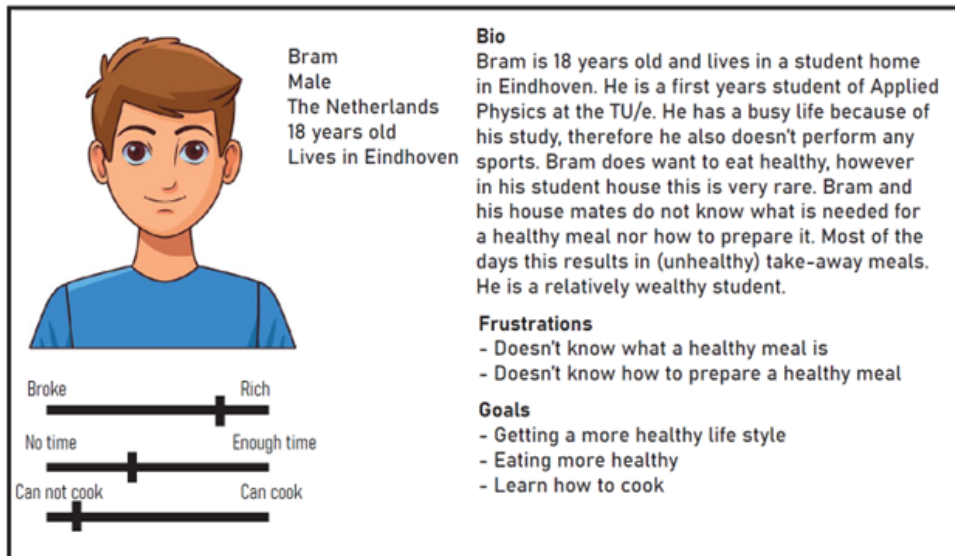 Bram
Male
The Netherlands
18 years old
Lives in Eindhoven
Broke Rich
No time Enough time
Can not cook Can cook
Bio
Bram is 18 years old and lives in a student home
in Eindhoven. He is a first years student of Applied
Physics at the TU/e. He has a busy life because of
his study, therefore he also doesn't perform any
sports. Bram does want to eat healthy, however
in his student house this is very rare. Bram and
his house mates do not know what is needed for
a healthy meal nor how to prepare it. Most of the
days this results in (unhealthy) take-away meals.
He is a relatively wealthy student.
Frustrations
- Doesn't know what a healthy meal is
- Doesn't know how to prepare a healthy meal
Goals
- Getting a more healthy life style
- Eating more healthy
- Learn how to cook